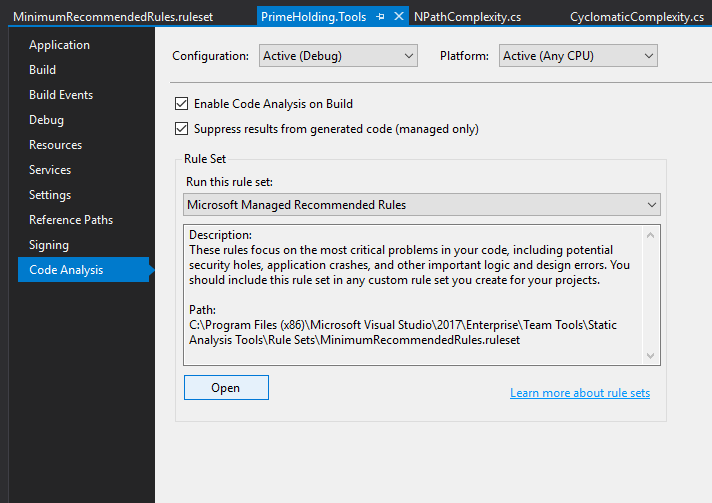 MinimumRecommendedRules.ruleset PrimeHolding.Tools NPathComplexity.cs CyclomaticComplexity.cs
Application
Build
Build Events
Debug
Resources
Services
Settings
Reference Paths
Signing
Code Analysis
Configuration: Active (Debug) Platform: Active (Any CPU)
Enable Code Analysis on Build
Suppress results from generated code (managed only)
Rule Set
Run this rule set:
Microsoft Managed Recommended Rules
Description:
These rules focus on the most critical problems in your code, including potential
security holes, application crashes, and other important logic and design errors. You
should include this rule set in any custom rule set you create for your projects.
Path:
C:\Program Files (x86)\Microsoft Visual Studio\2017\Enterprise\Team Tools\Static
Analysis Tools\Rule Sets\MinimumRecommendedRules.ruleset
Open
Learn more about rule sets